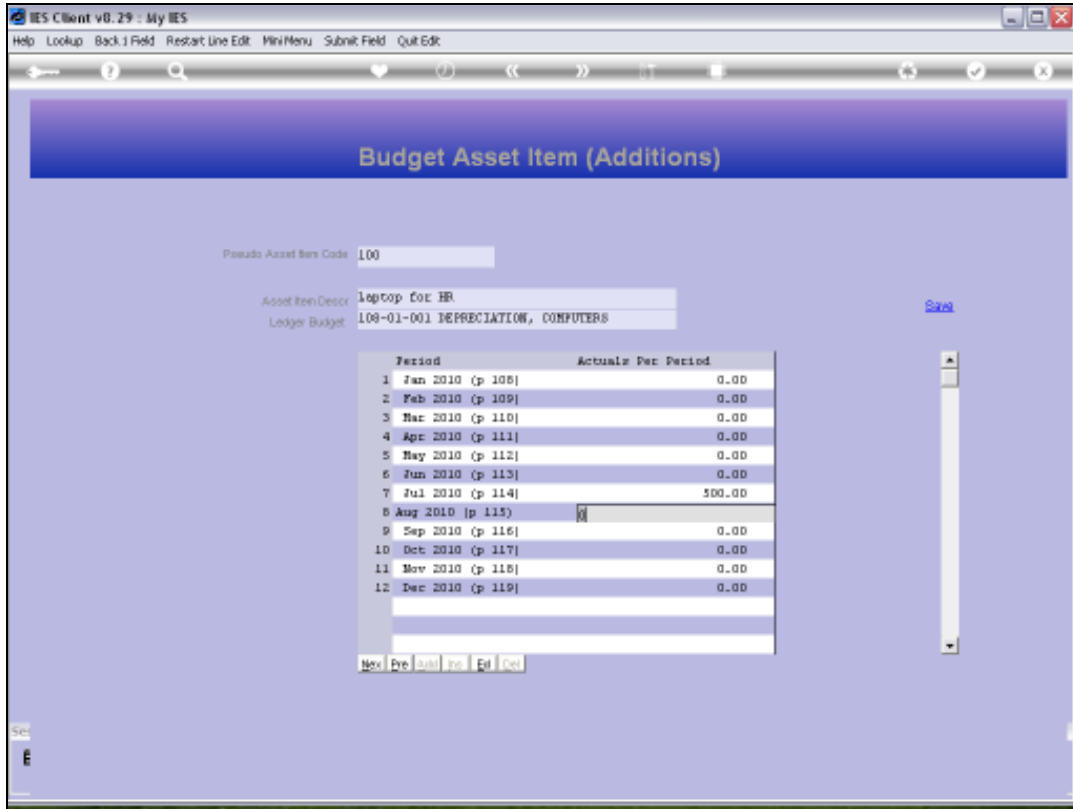 IES Client v8.29 : My IES
Help Lookup Back 1 Field Restart Line Edit MiniMenu Submit Field Quit Edit
Budget Asset Item (Additions)
Pseudo Asset Item Code 100
Asset Item Descr laptop for HR
Save
Ledger Budget 108-01-001 DEPRECIATION, COMPUTERS
Period Actuals Per Period
1 Jan 2010 (p 108) 0.00
2 Feb 2010 (p 109) 0.00
3 Mar 2010 (p 110) 0.00
4 Apr 2010 (p 111) 0.00
5 May 2010 (p 112) 0.00
6 Jun 2010 (p 113) 0.00
7 Jul 2010 (p 114) 500.00
8 Aug 2010 (p 115) 0
9 Sep 2010 (p 116) 0.00
10 Oct 2010 (p 117) 0.00
11 Nov 2010 (p 118) 0.00
12 Dec 2010 (p 119) 0.00
Nex Pre Add Ins Ed Del
Ses